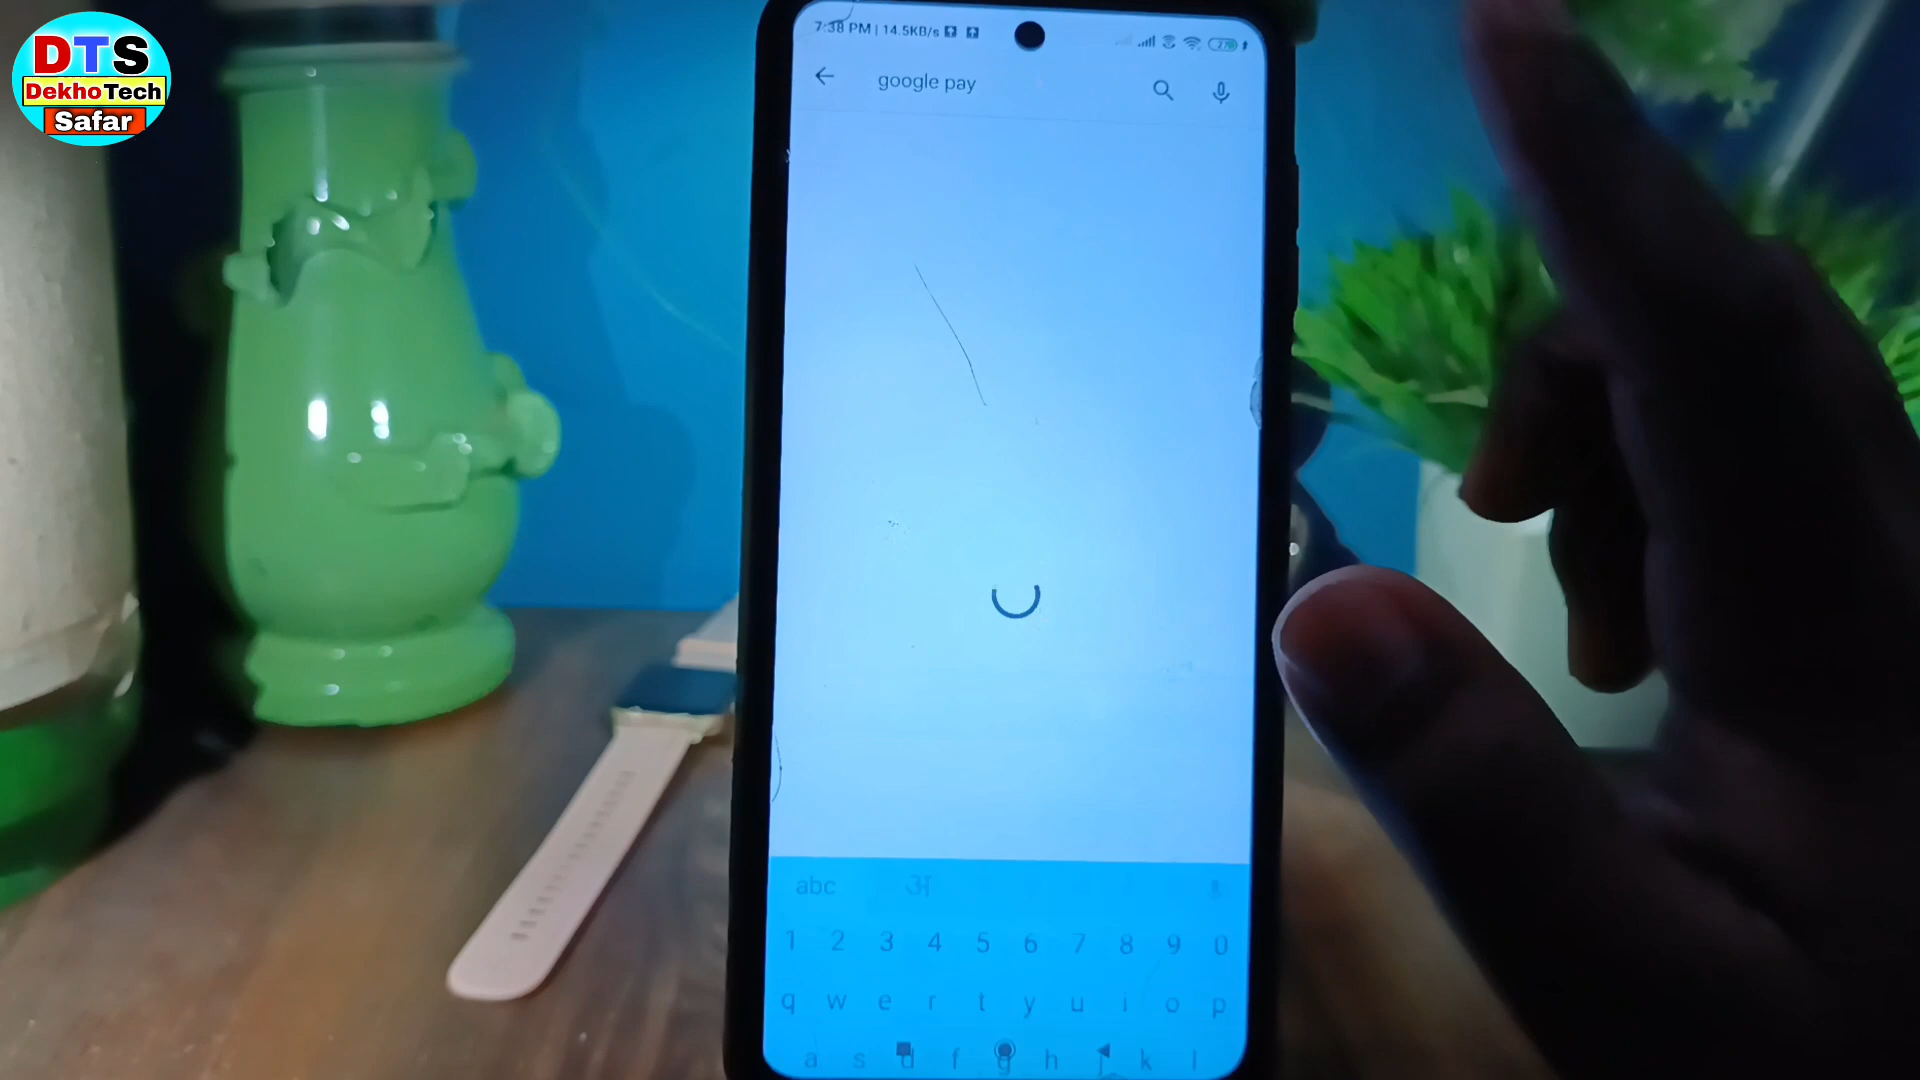 DTS
DekhoTech
Safar
7:38 PM | 14.5KB/s
google pay
abc अ
1 2 3 4 5 6 7 8 9 0
q w e r t y u i o p
a s d f g h j k l